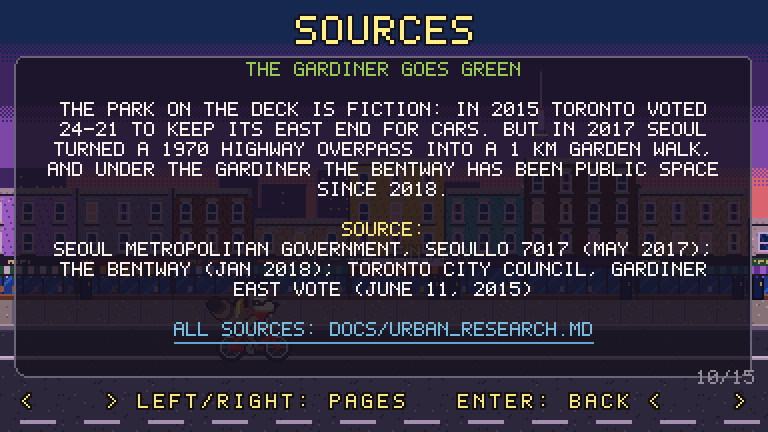 SOURCES
THE GARDINER GOES GREEN
THE PARK ON THE DECK IS FICTION: IN 2015 TORONTO VOTED
24-21 TO KEEP ITS EAST END FOR CARS. BUT IN 2017 SEOUL
TURNED A 1970 HIGHWAY OVERPASS INTO A 1 KM GARDEN WALK,
AND UNDER THE GARDINER THE BENTWAY HAS BEEN PUBLIC SPACE
SINCE 2018.
SOURCE:
SEOUL METROPOLITAN GOVERNMENT, SEOULLO 7017 (MAY 2017);
THE BENTWAY (JAN 2018); TORONTO CITY COUNCIL, GARDINER
EAST VOTE (JUNE 11, 2015)
ALL SOURCES: DOCS/URBAN_RESEARCH.MD
10/15
< > LEFT/RIGHT: PAGES ENTER: BACK < >